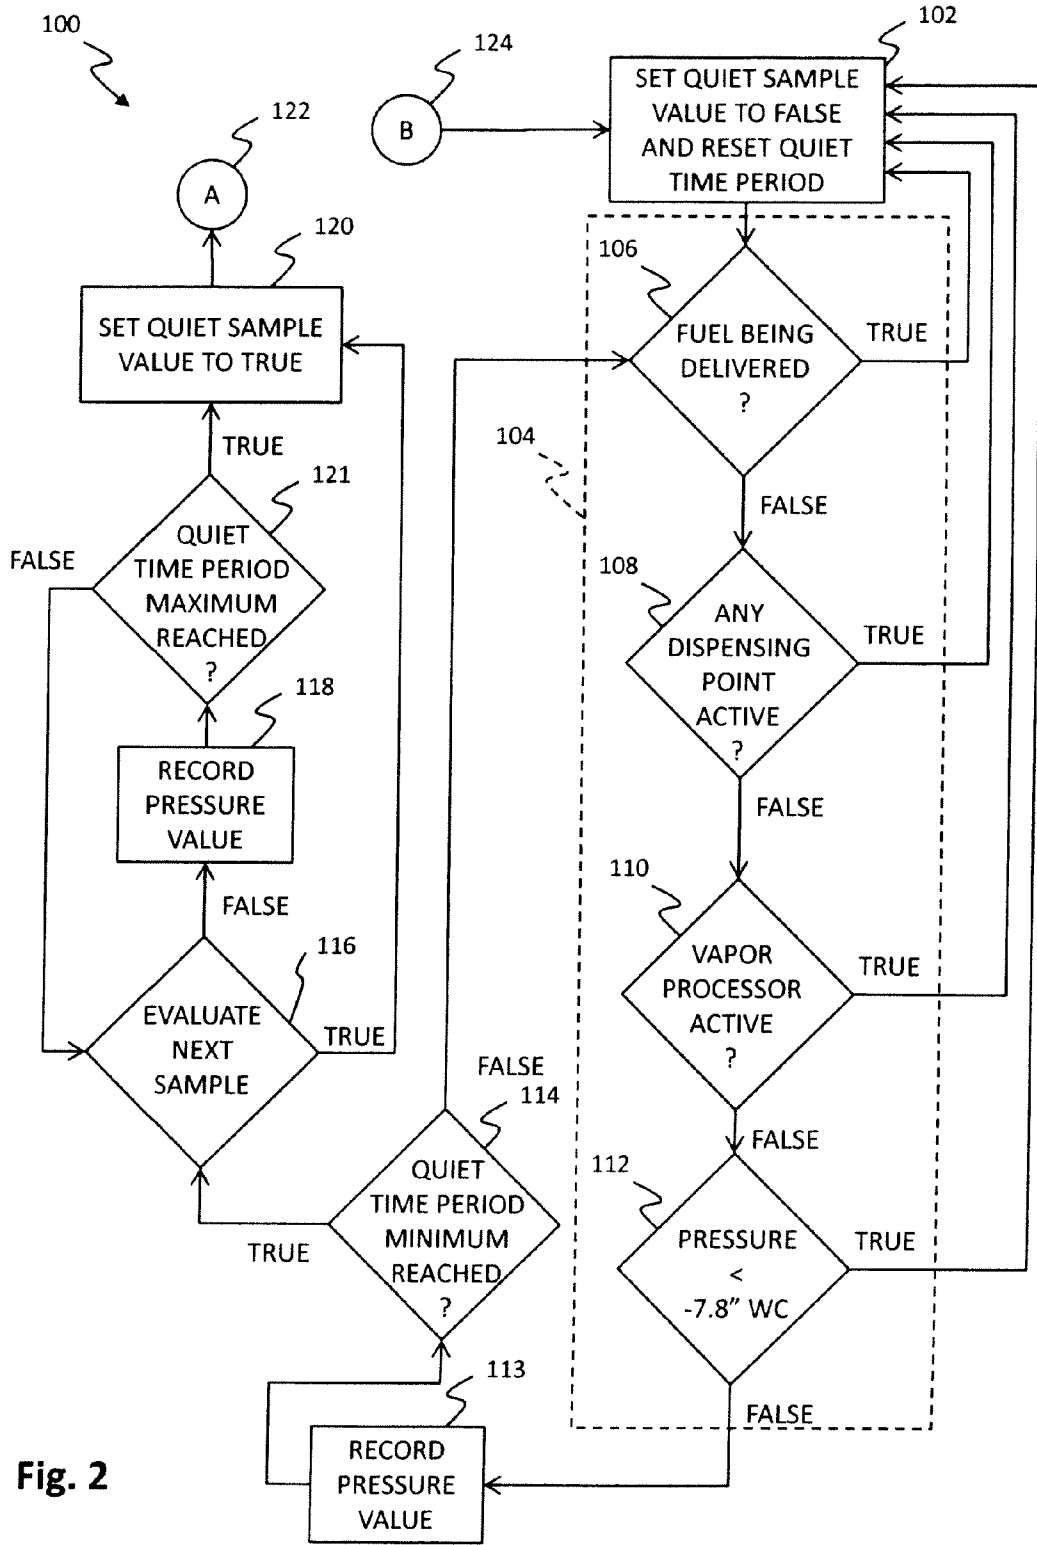 100
122
A
120
SET QUIET SAMPLE
VALUE TO TRUE
TRUE
121
QUIET
TIME PERIOD
MAXIMUM
REACHED
?
FALSE
118
RECORD
PRESSURE
VALUE
FALSE
116
EVALUATE
NEXT
SAMPLE
TRUE
124
B
102
SET QUIET SAMPLE
VALUE TO FALSE
AND RESET QUIET
TIME PERIOD
104
106
FUEL BEING
DELIVERED
?
TRUE
FALSE
108
ANY
DISPENSING
POINT
ACTIVE
?
TRUE
FALSE
110
VAPOR
PROCESSOR
ACTIVE
?
TRUE
FALSE
112
PRESSURE
<
-7.8” WC
TRUE
FALSE
FALSE
114
QUIET
TIME PERIOD
MINIMUM
REACHED
?
TRUE
113
RECORD
PRESSURE
VALUE
Fig. 2